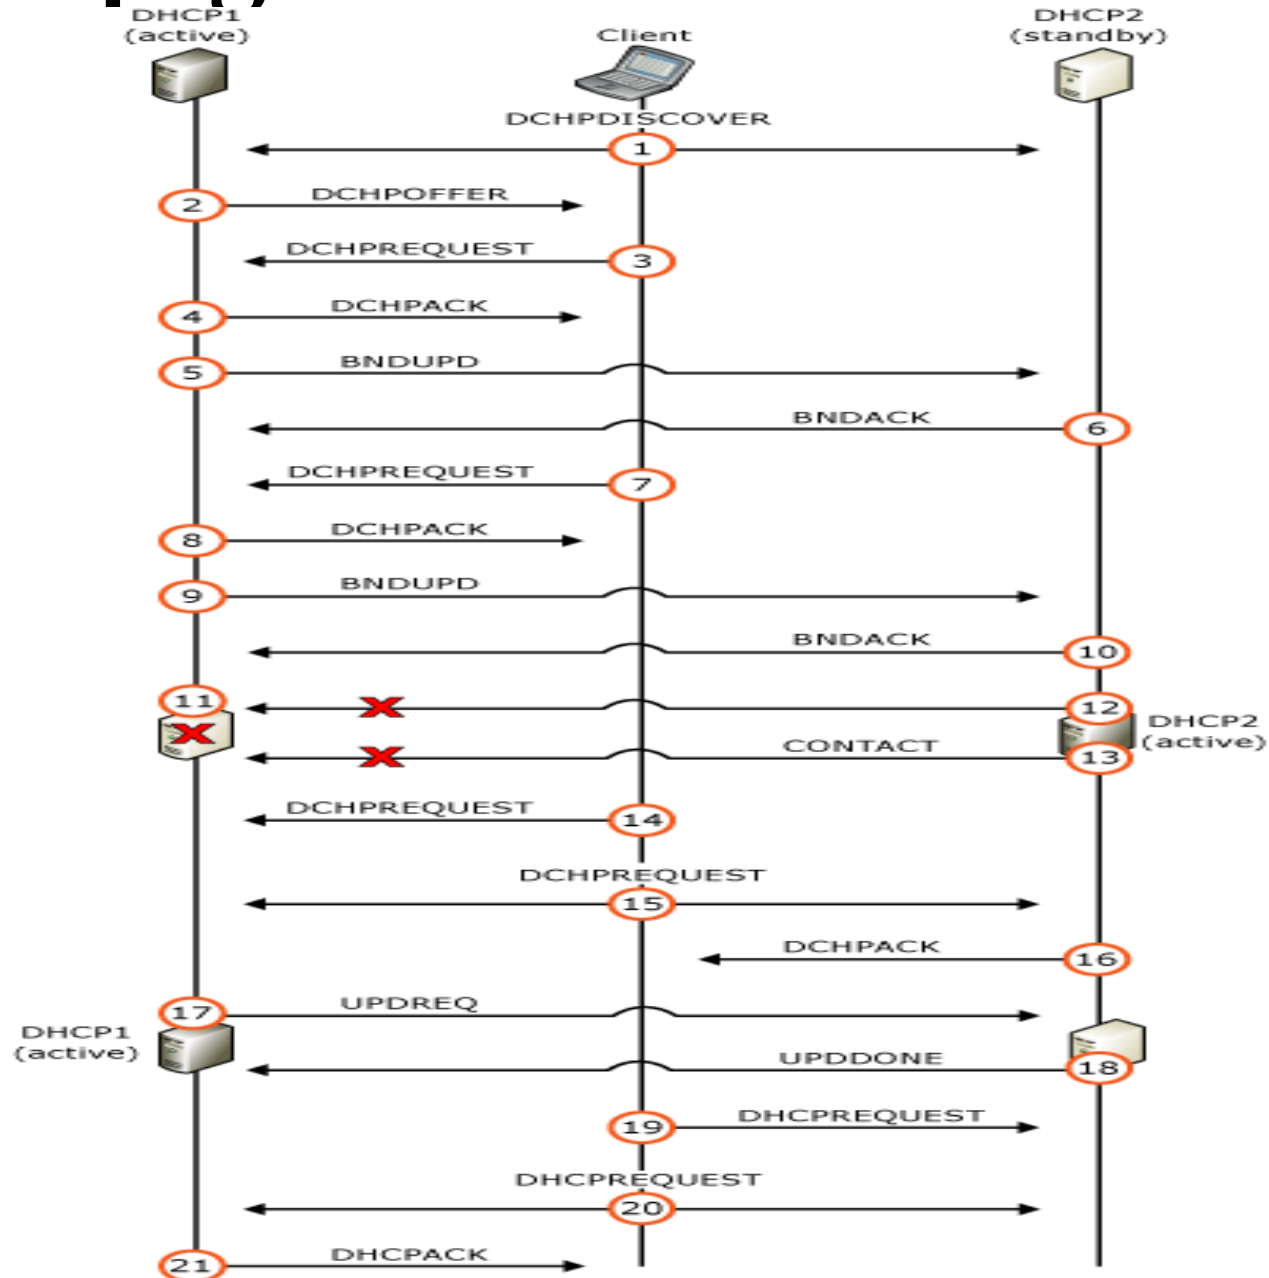 DHCP1
(active)
Client
DHCP2
(standby)
DCHPDISCOVER
1
2
DCHPOFFER
DCHPREQUEST
3
4
DCHPACK
5
BNDUPD
BNDACK
6
DCHPREQUEST
7
8
DCHPACK
9
BNDUPD
BNDACK
10
11
12
DHCP2
(active)
CONTACT
13
DCHPREQUEST
14
DCHPREQUEST
15
DCHPACK
16
17
UPDREQ
DHCP1
(active)
UPDDONE
18
19
DHCPREQUEST
DHCPREQUEST
20
21
DHCPACK